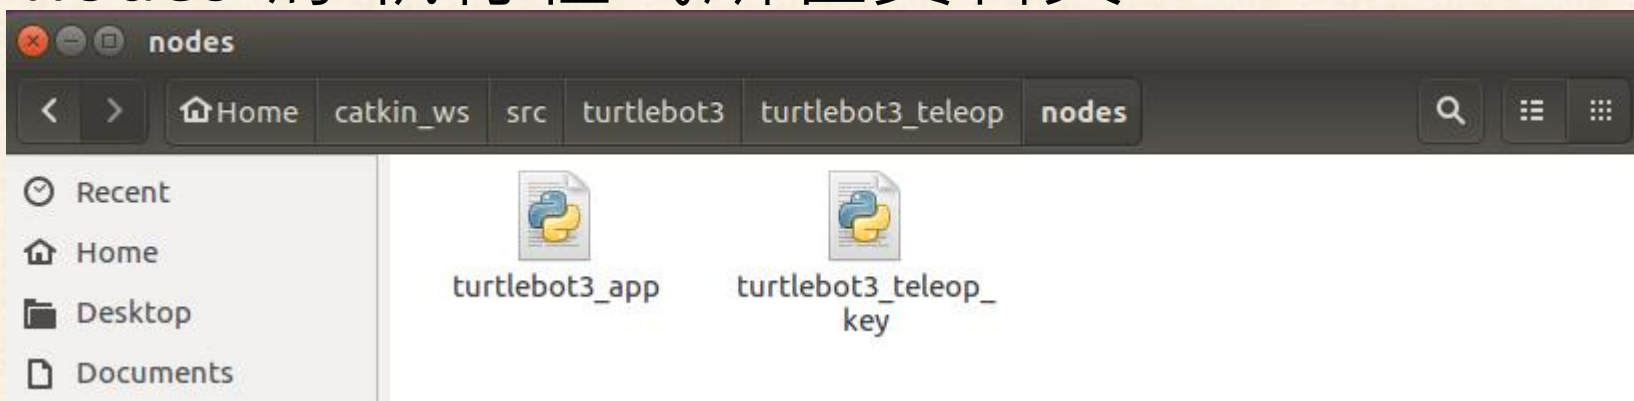 nodes
Home catkin_ws src turtlebot3 turtlebot3_teleop nodes
Recent
Home
Desktop
Documents
turtlebot3_app
turtlebot3_teleop_
key